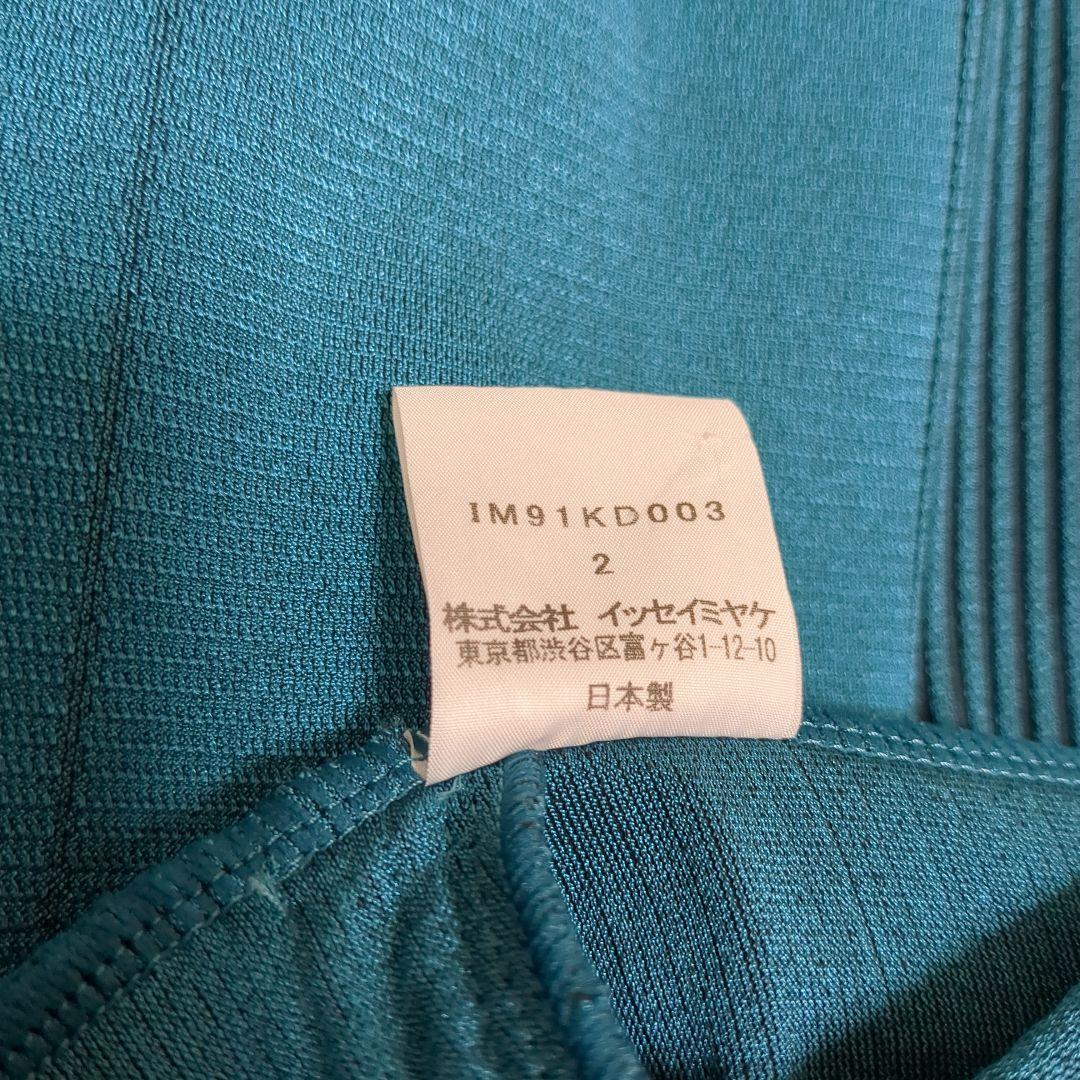 IM91KD003
2
株式会社 イッセイミヤケ
東京都渋谷区富ヶ谷1-12-10
日本製